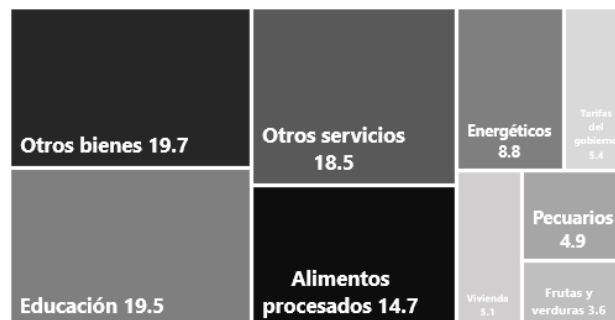 Otros bienes 19.7
Educación 19.5
Otros servicios
18.5
Alimentos
procesados 14.7
Energéticos
8.8
Tarifas
del
gobierno
5.4
Vivienda
5.1
Pecuarios
4.9
Frutas y
verduras 3.6